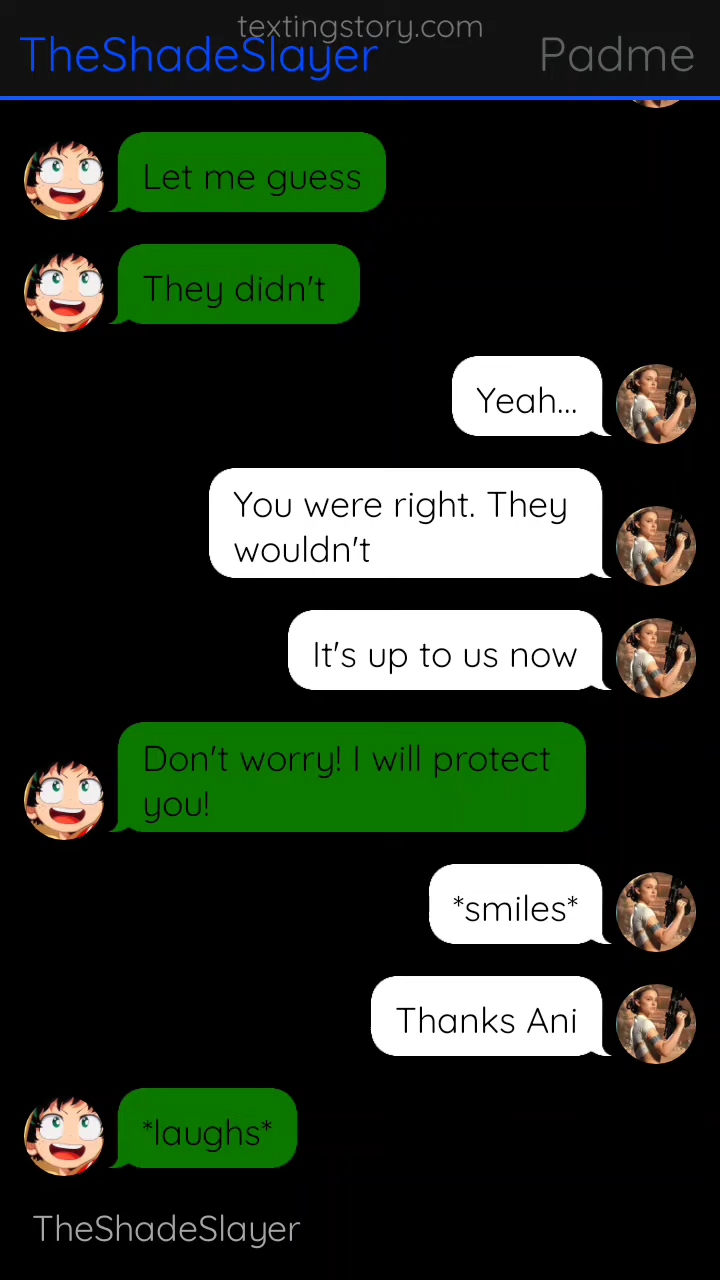 textingstory.com
TheShadeSlayer
Padme
Let me guess
They didn't
Yeah...
You were right. They
wouldn't
It's up to us now
Don't worry! I will protect
you!
*smiles*
Thanks Ani
*laughs*
TheShadeSlayer